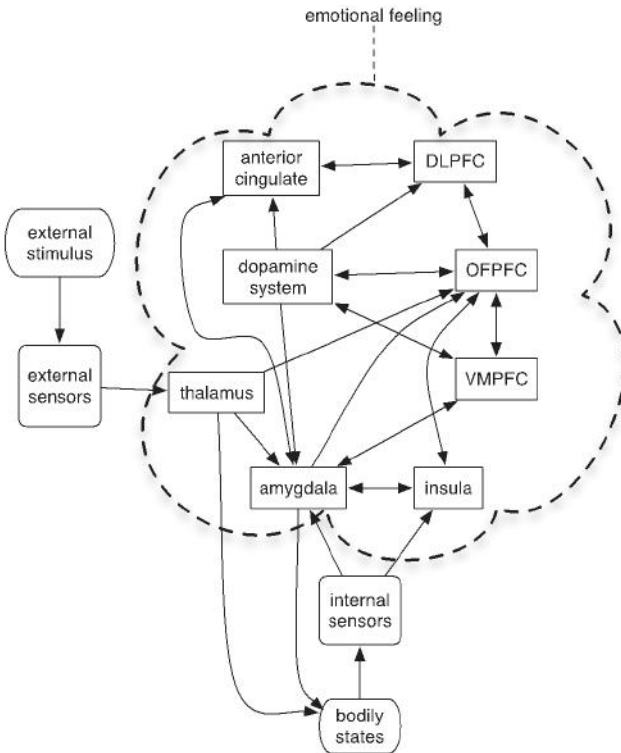 emotional feeling
anterior
cingulate
DLPFC
external
stimulus
dopamine
system
OFPFC
external
sensors
thalamus
VMPFC
amygdala
insula
internal
sensors
bodily
states